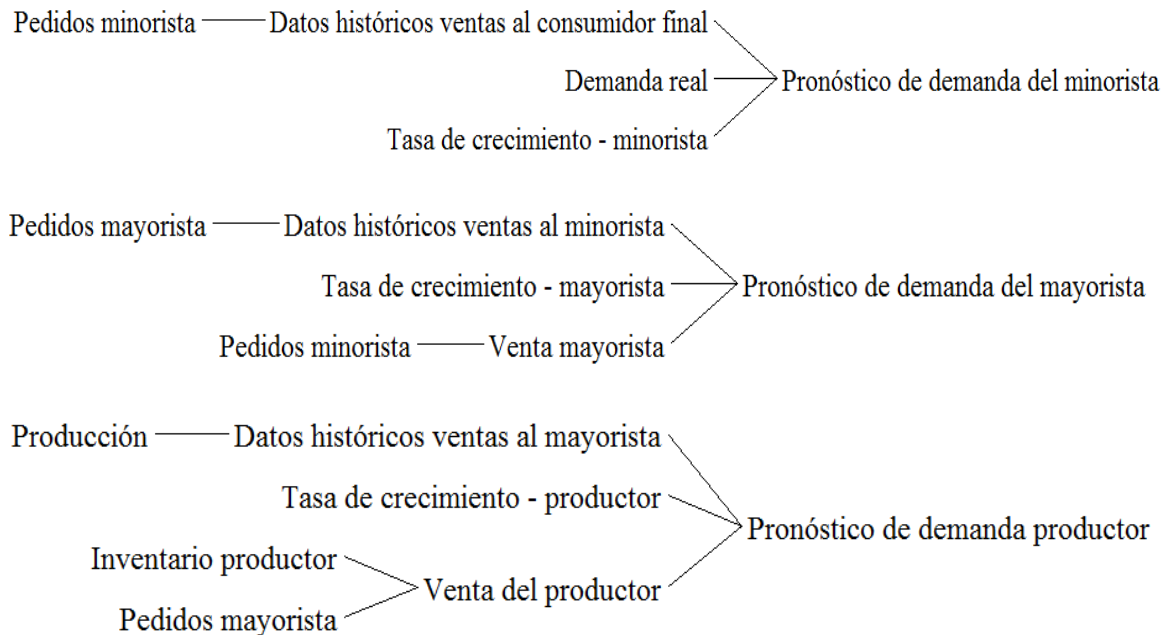 Pedidos minorista
Datos históricos ventas al consumidor final
Demanda real
Pronóstico de demanda del minorista
Tasa de crecimiento - minorista
Pedidos mayorista
Datos históricos ventas al minorista
Tasa de crecimiento - mayorista
Pronóstico de demanda del mayorista
Pedidos minorista
Venta mayorista
Producción
Datos históricos ventas al mayorista
Tasa de crecimiento - productor
Pronóstico de demanda productor
Inventario productor
Venta del productor
Pedidos mayorista